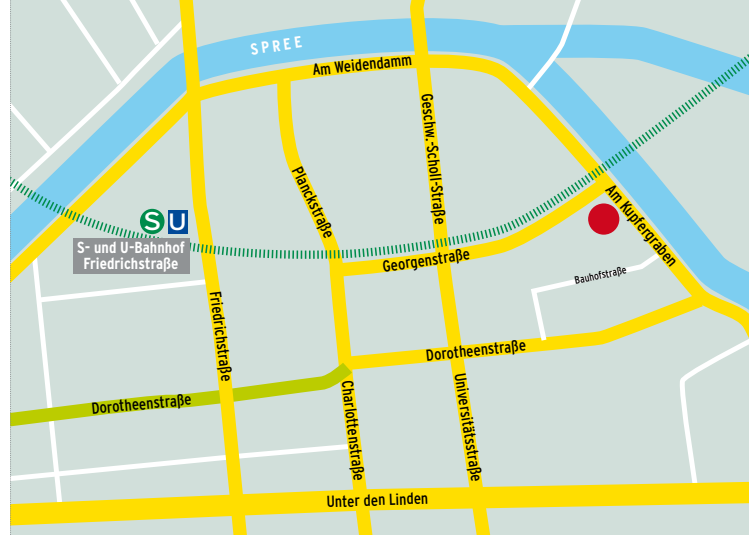 SPREE
Am Weidendamm
Geschw.-Scholl-Straße
Planckstraße
Am Kupfergraben
S U
S- und U-Bahnhof
Friedrichstraße
Georgenstraße
Bauhofstraße
Friedrichstraße
Dorotheenstraße
Dorotheenstraße
Charlottenstraße
Universitätsstraße
Unter den Linden